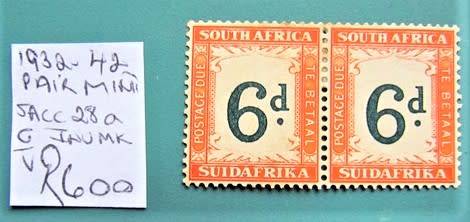 1932-42
PAIR MINT
SACC 28a
R600
SOUTH AFRICA
POSTAGE DUE
6d.
TE BETAAL
SUIDAFRIKA
SOUTH AFRICA
POSTAGE DUE
6d.
TE BETAAL
SUIDAFRIKA